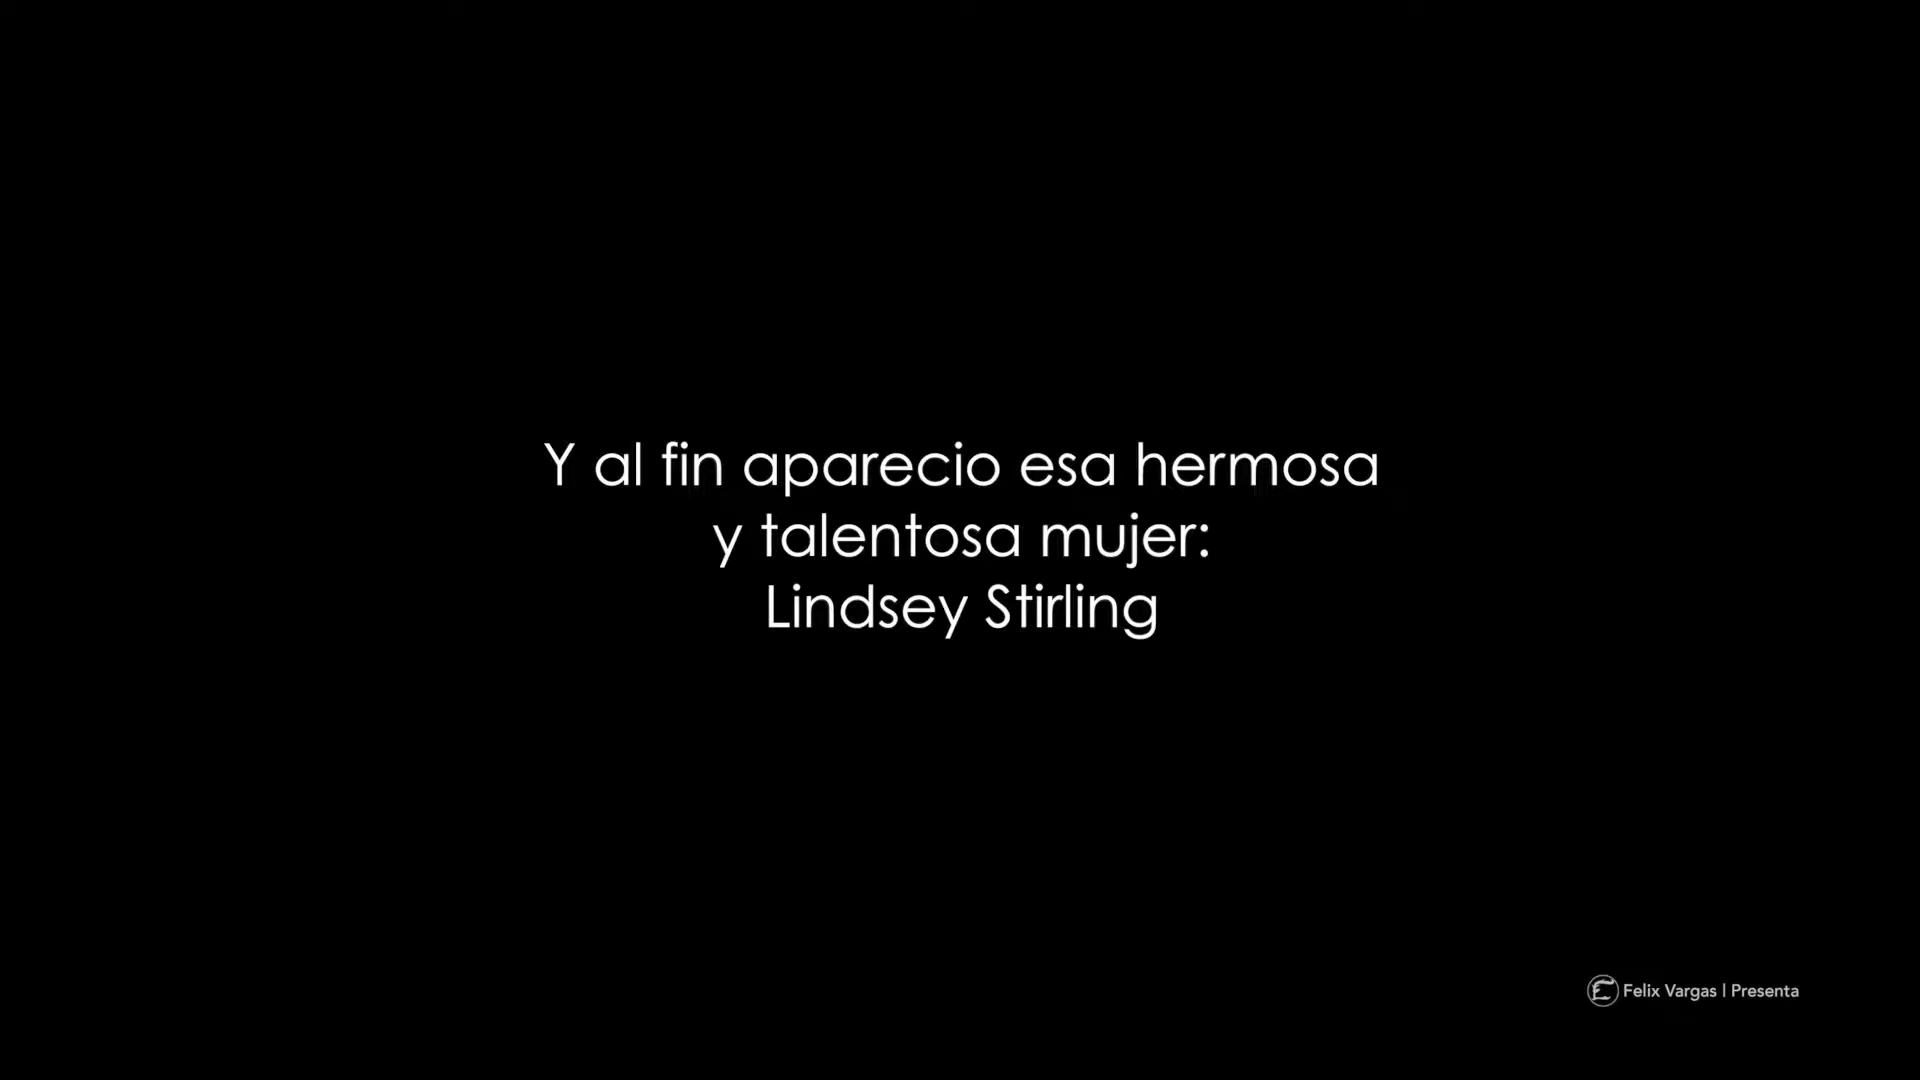 Y al fin aparecio esa hermosa
y talentosa mujer:
Lindsey Stirling
Felix Vargas | Presenta